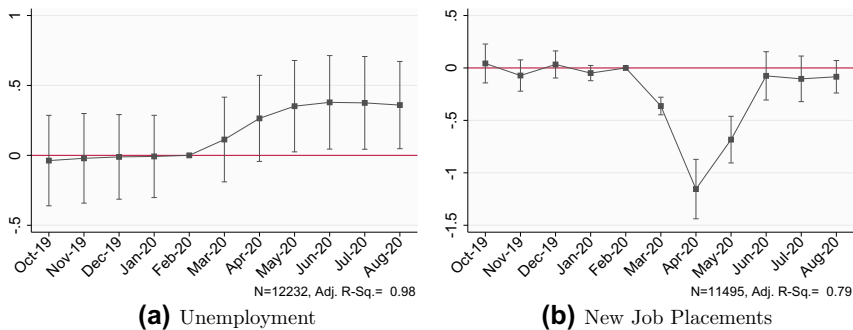 1
.5
0
-.5
Oct-19
Nov-19
Dec-19
Jan-20
Feb-20
Mar-20
Apr-20
May-20
Jun-20
Jul-20
Aug-20
N=12232, Adj. R-Sq.= 0.98
(a) Unemployment
.5
0
-.5
-1
-1.5
Oct-19
Nov-19
Dec-19
Jan-20
Feb-20
Mar-20
Apr-20
May-20
Jun-20
Jul-20
Aug-20
N=11495, Adj. R-Sq.= 0.79
(b) New Job Placements